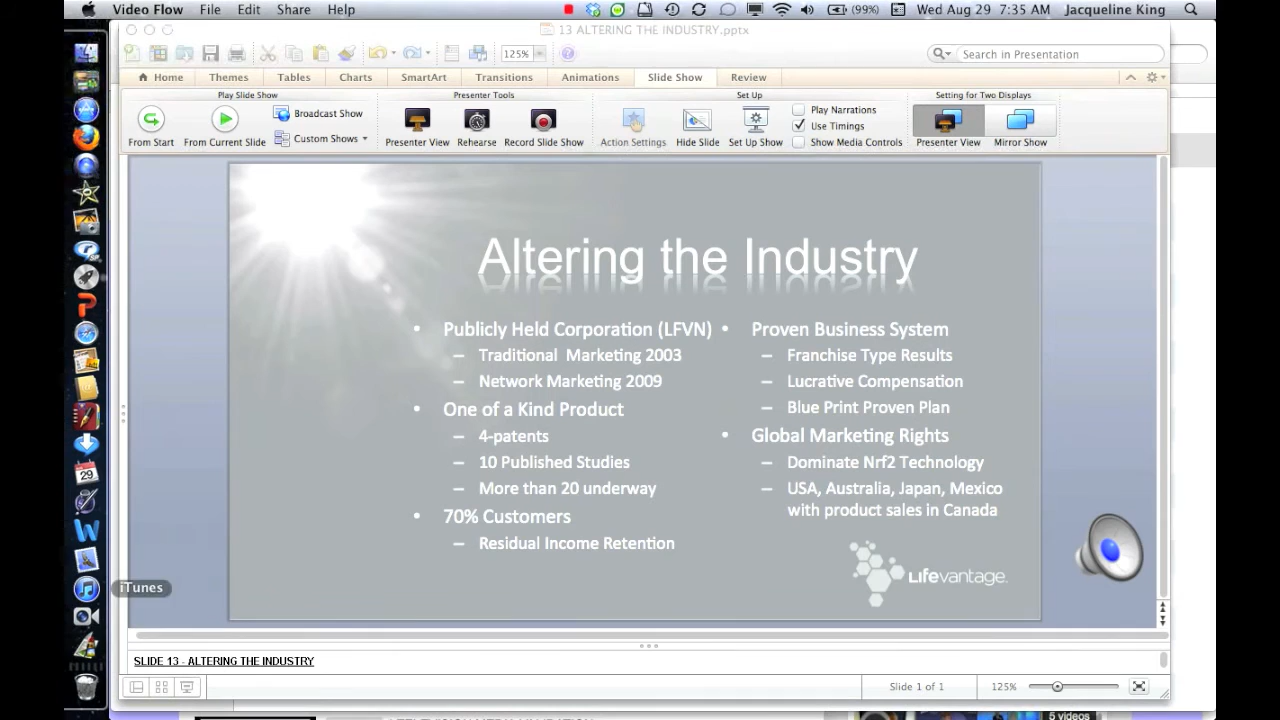 Video Flow File Edit Share Help (99%) Wed Aug 29 7:35 AM Jacqueline King
13 ALTERING THE INDUSTRY.pptx
125% Search in Presentation
Home Themes Tables Charts SmartArt Transitions Animations Slide Show Review
Play Slide Show Presenter Tools Set Up Setting for Two Displays
Broadcast Show Play Narrations
Custom Shows Use Timings
From Start From Current Slide Presenter View Rehearse Record Slide Show Action Settings Hide Slide Set Up Show Show Media Controls Presenter View Mirror Show
Altering the Industry
• Publicly Held Corporation (LFVN)
– Traditional Marketing 2003
– Network Marketing 2009
• One of a Kind Product
– 4-patents
– 10 Published Studies
– More than 20 underway
• 70% Customers
– Residual Income Retention
• Proven Business System
– Franchise Type Results
– Lucrative Compensation
– Blue Print Proven Plan
• Global Marketing Rights
– Dominate Nrf2 Technology
– USA, Australia, Japan, Mexico
with product sales in Canada
Lifevantage
29
iTunes
SLIDE 13 - ALTERING THE INDUSTRY
Slide 1 of 1 125%
5 videos